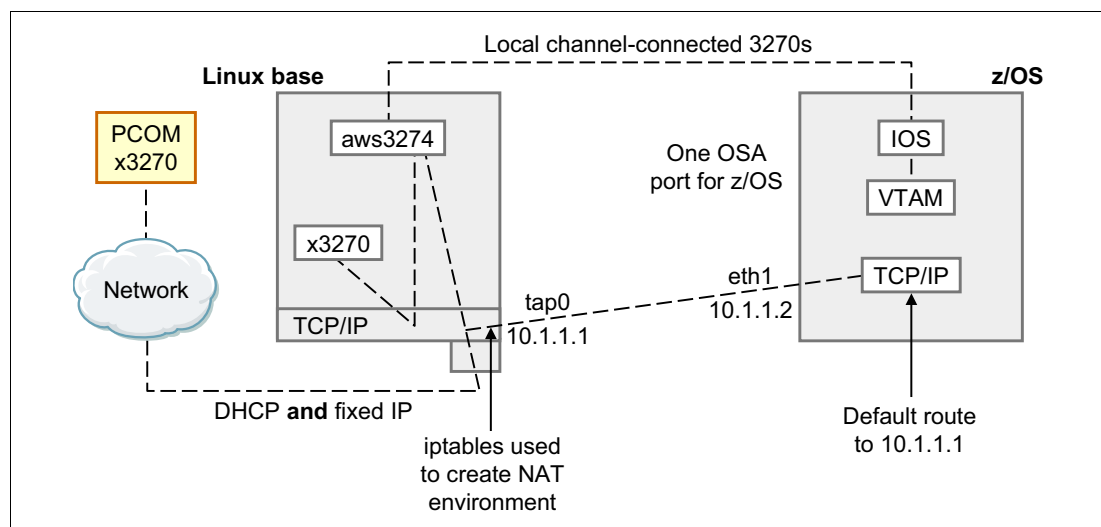 Local channel-connected 3270s
Linux base
z/OS
PCOM
x3270
aws3274
IOS
One OSA
port for z/OS
VTAM
x3270
Network
TCP/IP
tap0
10.1.1.1
eth1
10.1.1.2
TCP/IP
DHCP and fixed IP
iptables used
to create NAT
environment
Default route
to 10.1.1.1